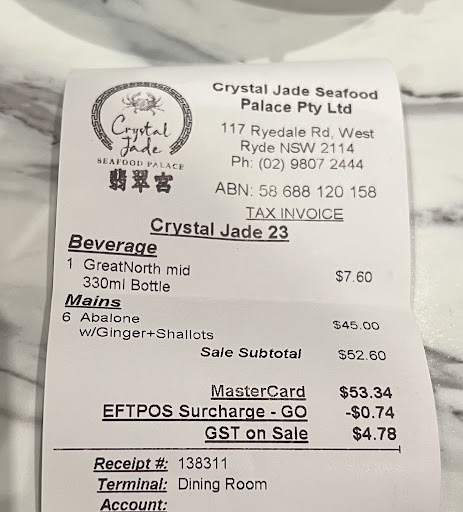 Crystal
Jade
SEAFOOD PALACE
翡翠宮
Crystal Jade Seafood
Palace Pty Ltd
117 Ryedale Rd, West
Ryde NSW 2114
Ph: (02) 9807 2444
ABN: 58 688 120 158
TAX INVOICE
Crystal Jade 23
Beverage
1 GreatNorth mid
330ml Bottle $7.60
Mains
6 Abalone
w/Ginger+Shallots $45.00
Sale Subtotal $52.60
MasterCard $53.34
EFTPOS Surcharge - GO -$0.74
GST on Sale $4.78
Receipt #: 138311
Terminal: Dining Room
Account: